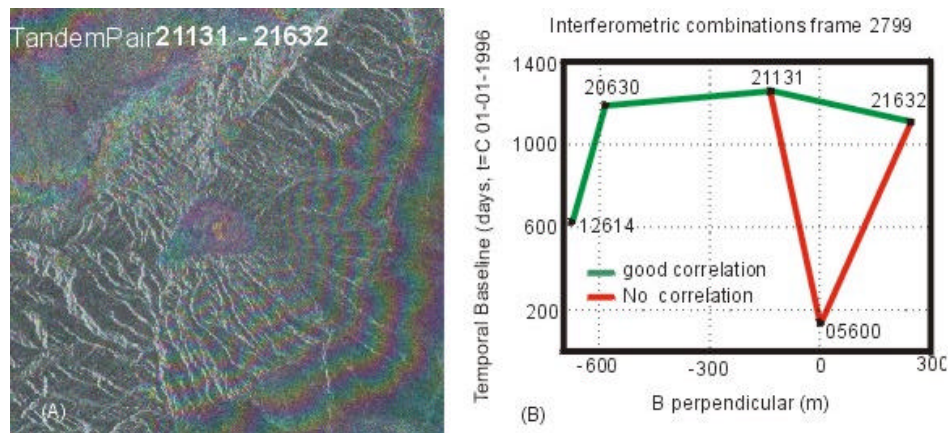 TandemPair21131 - 21632
(A)
Interferometric combinations frame 2799
Temporal Baseline (days, t=C 01-01-1996
1400
1000
600
200
20630
21131
21632
12614
good correlation
No correlation
05600
-600
-300
0
300
(B)
B perpendicular (m)